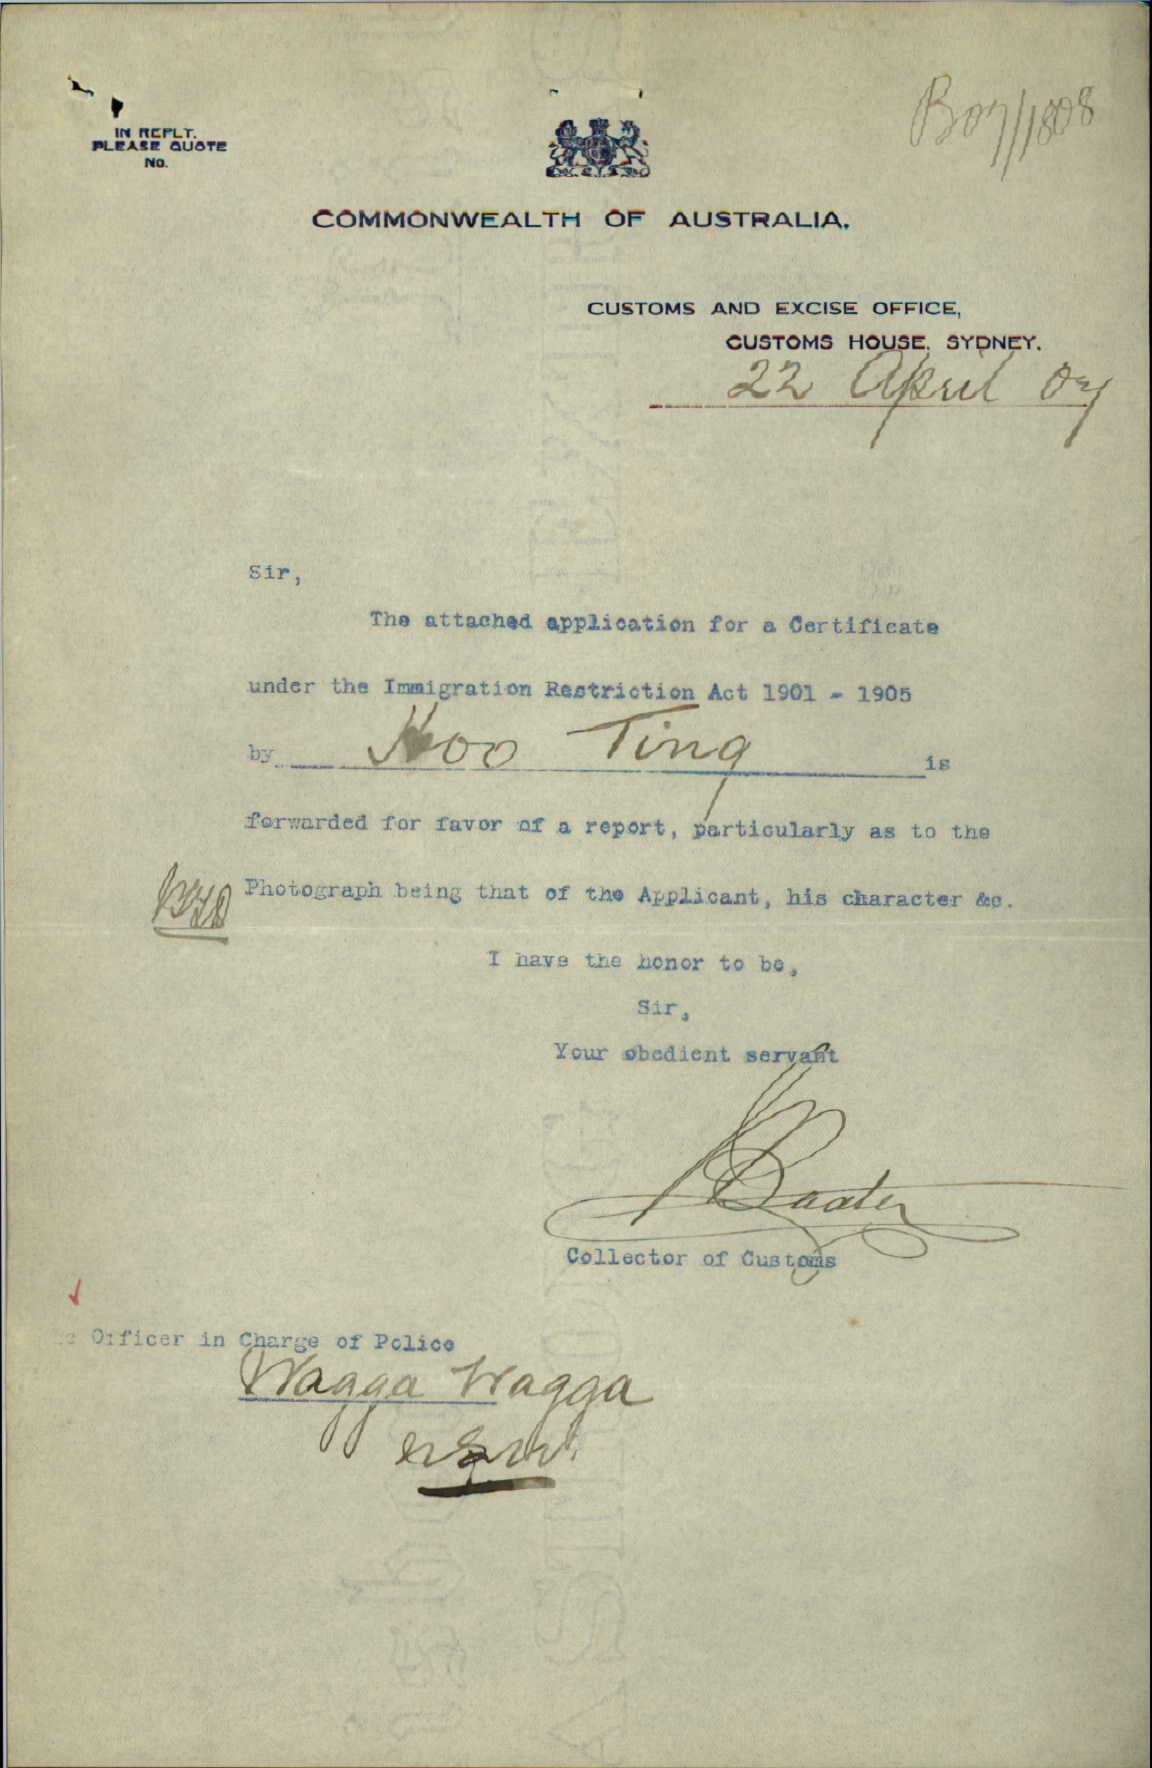 B07/1808
IN REPLY.
PLEASE QUOTE
No.
COMMONWEALTH OF AUSTRALIA.
CUSTOMS AND EXCISE OFFICE,
CUSTOMS HOUSE, SYDNEY.
22 April 07
Sir,
The attached application for a Certificate
under the Immigration Restriction Act 1901 - 1905
by Hoo Ting is
forwarded for favor of a report, particularly as to the
Photograph being that of the Applicant, his character &c.
I have the honor to be,
Sir,
Your obedient servant
Baxter
Collector of Customs
Officer in Charge of Police
Wagga Wagga
NSW.